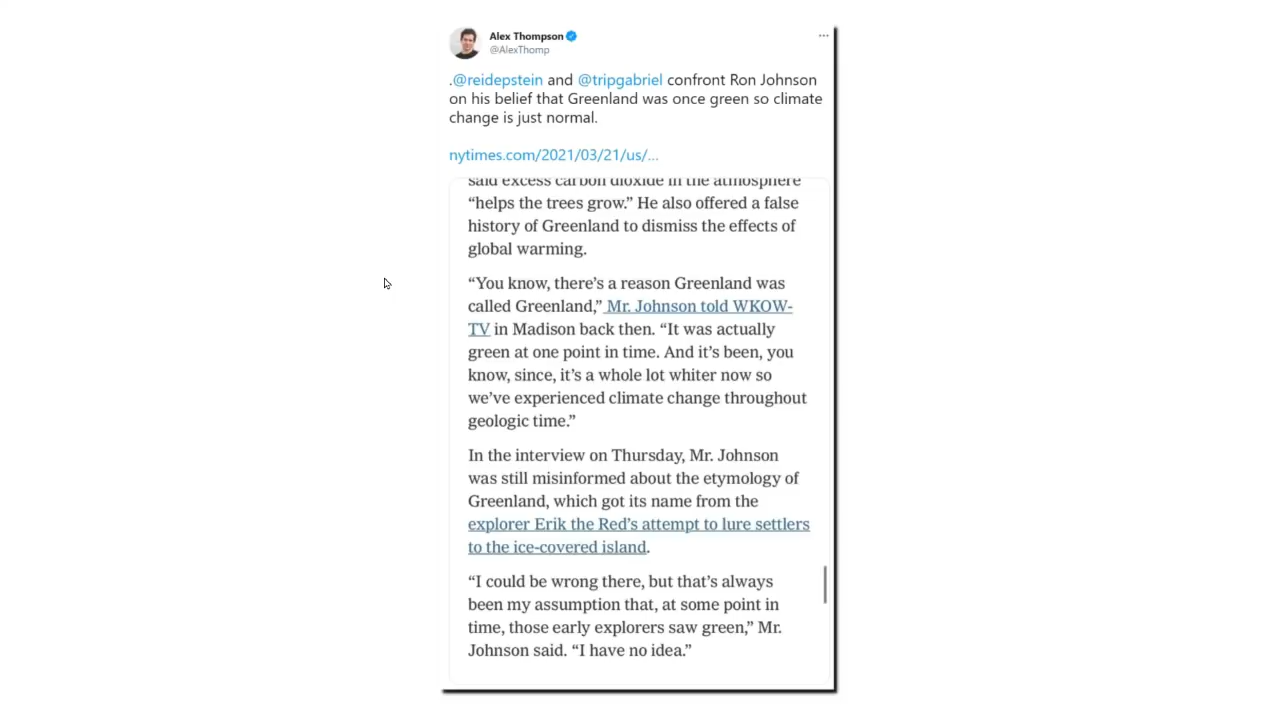 Alex Thompson
@AlexThomp
.@reidepstein and @tripgabriel confront Ron Johnson
on his belief that Greenland was once green so climate
change is just normal.
nytimes.com/2021/03/21/us/...
said excess carbon dioxide in the atmosphere
“helps the trees grow.” He also offered a false
history of Greenland to dismiss the effects of
global warming.
“You know, there’s a reason Greenland was
called Greenland,” Mr. Johnson told WKOW-
TV in Madison back then. “It was actually
green at one point in time. And it’s been, you
know, since, it’s a whole lot whiter now so
we’ve experienced climate change throughout
geologic time.”
In the interview on Thursday, Mr. Johnson
was still misinformed about the etymology of
Greenland, which got its name from the
explorer Erik the Red’s attempt to lure settlers
to the ice-covered island.
“I could be wrong there, but that’s always
been my assumption that, at some point in
time, those early explorers saw green,” Mr.
Johnson said. “I have no idea.”